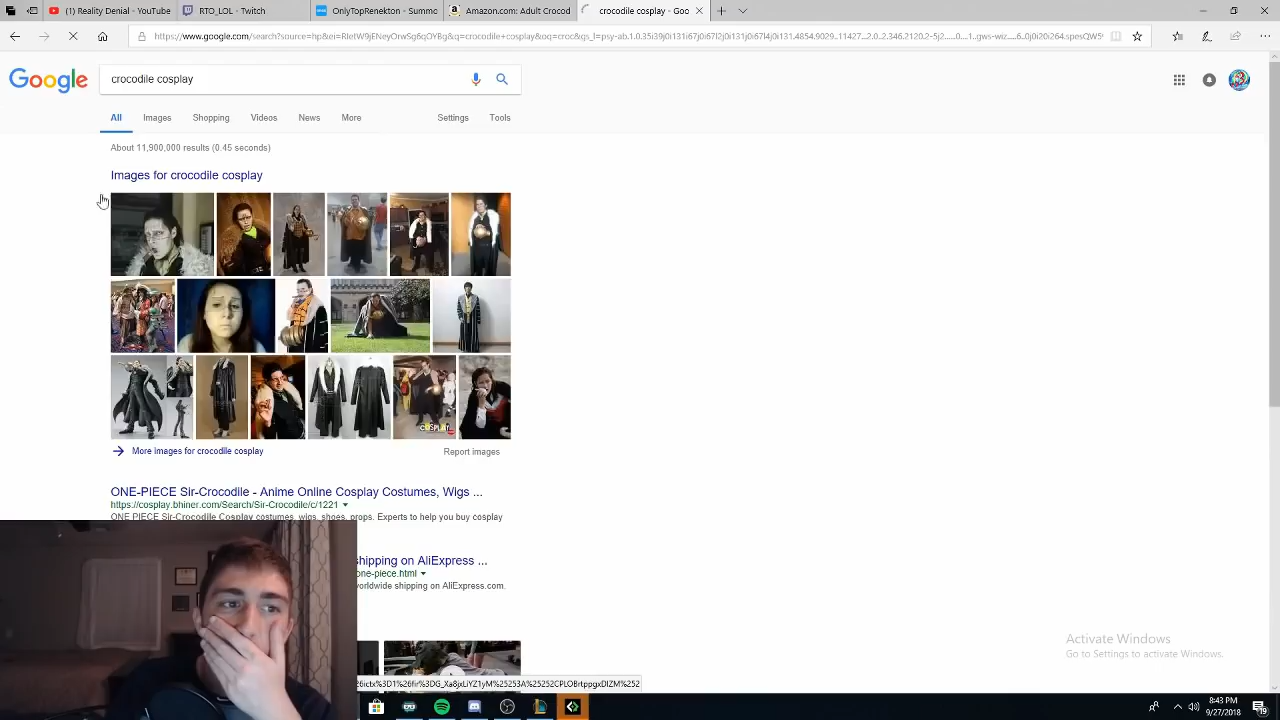 (1) Reality Denial - YouTub
RTO_LOL - Twitch
OnlyTopRenekton - Summo
Amazon.com: Adult Crocod
crocodile cosplay - Goo
Google
crocodile cosplay
All
Images
Shopping
Videos
News
More
Settings
Tools
About 11,900,000 results (0.45 seconds)
Images for crocodile cosplay
COSPLAY
More images for crocodile cosplay
Report images
ONE-PIECE Sir-Crocodile - Anime Online Cosplay Costumes, Wigs ...
https://cosplay.bhiner.com/Search/Sir-Crocodile/c/1221
ONE PIECE Sir-Crocodile Cosplay costumes, wigs, shoes, props. Experts to help you buy cosplay
shipping on AliExpress ...
one-piece.html
worldwide shipping on AliExpress.com.
Activate Windows
Go to Settings to activate Windows.
8:43 PM
9/27/2018